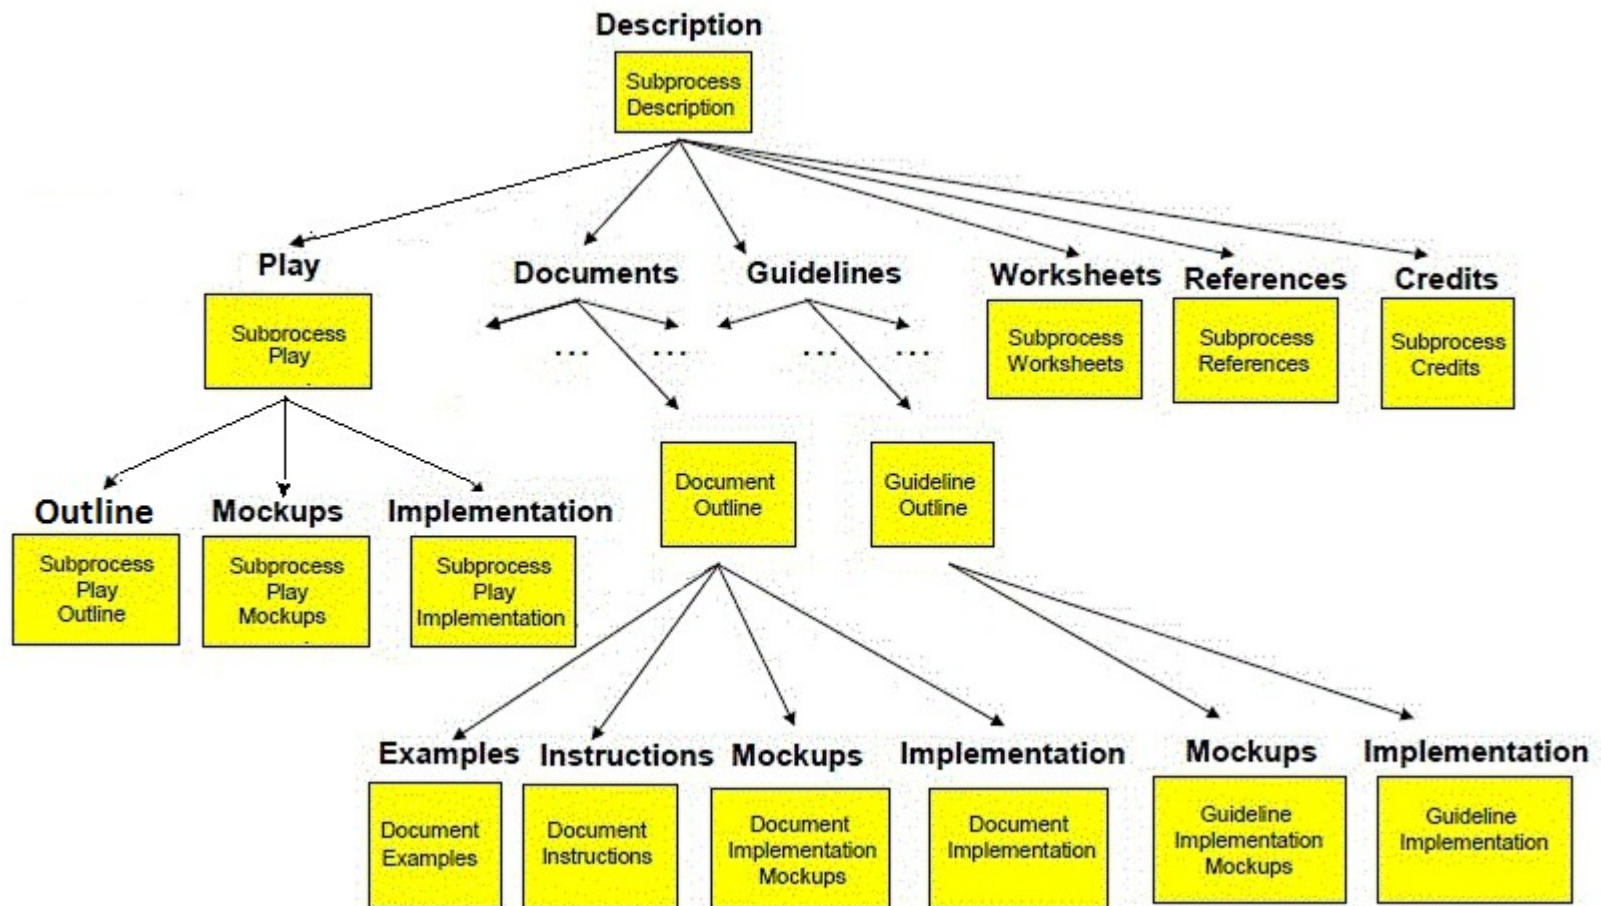 Description
Subprocess
Description
Play
Documents
Guidelines
Worksheets
References
Credits
Subprocess
Play
... ...
... ...
Subprocess
Worksheets
Subprocess
References
Subprocess
Credits
Document
Outline
Guideline
Outline
Outline
Mockups
Implementation
Subprocess
Play
Outline
Subprocess
Play
Mockups
Subprocess
Play
Implementation
Examples
Instructions
Mockups
Implementation
Mockups
Implementation
Document
Examples
Document
Instructions
Document
Implementation
Mockups
Document
Implementation
Guideline
Implementation
Mockups
Guideline
Implementation